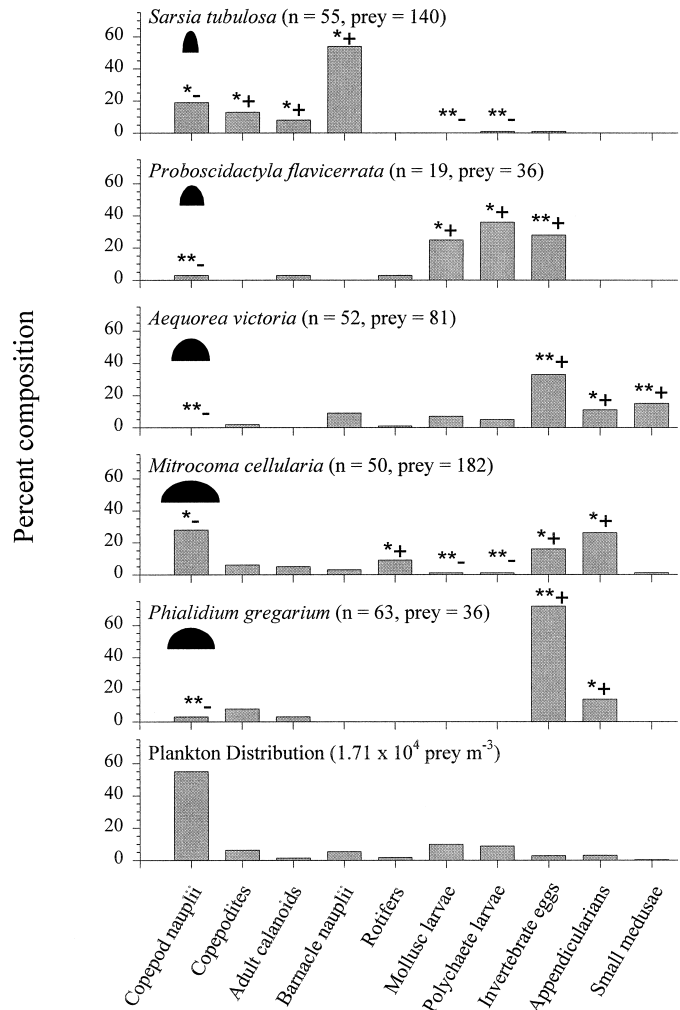 Percent composition
Sarsia tubulosa (n = 55, prey = 140)
60
40
20
0
*- *+ *+ *+ **- **-
Proboscidactyla flavicerrata (n = 19, prey = 36)
60
40
20
0
**- *+ *+ **+
Aequorea victoria (n = 52, prey = 81)
60
40
20
0
**- **+ *+ **+
Mitrocoma cellularia (n = 50, prey = 182)
60
40
20
0
*- *+ **- **- *+ *+
Phialidium gregarium (n = 63, prey = 36)
60
40
20
0
**- **+ *+
Plankton Distribution (1.71 x 10⁴ prey m⁻³)
60
40
20
0
Copepod nauplii
Copepodites
Adult calanoids
Barnacle nauplii
Rotifers
Mollusc larvae
Polychaete larvae
Invertebrate eggs
Appendicularians
Small medusae